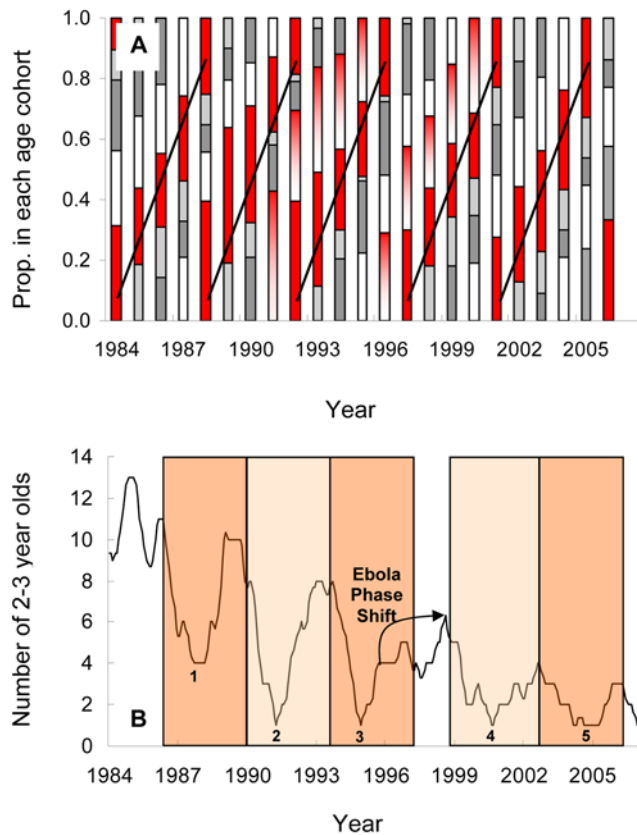 A
Prop. in each age cohort
1.0
0.8
0.6
0.4
0.2
0.0
1984 1987 1990 1993 1996 1999 2002 2005
Year
Number of 2-3 year olds
14
12
10
8
6
4
2
0
Ebola
Phase
Shift
1
B
2
3
4
5
1984 1987 1990 1993 1996 1999 2002 2005
Year